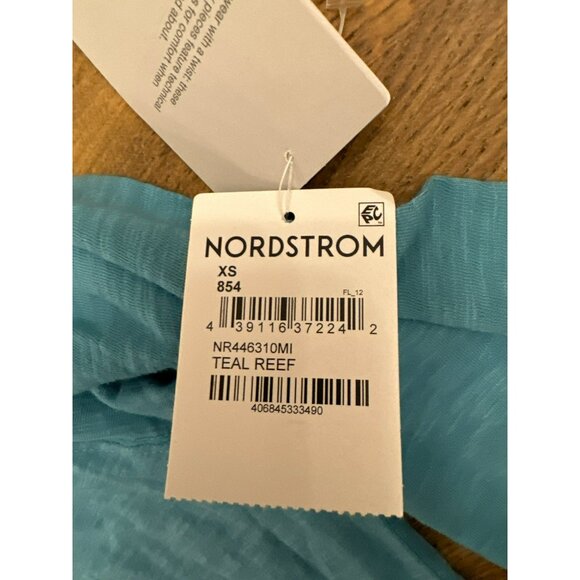 wear with a twist: these
pieces feature technical
s for comfort when
d about.
EPC
NORDSTROM
XS
854
FL_12
4 39116 37224 2
NR446310MI
TEAL REEF
406845333490